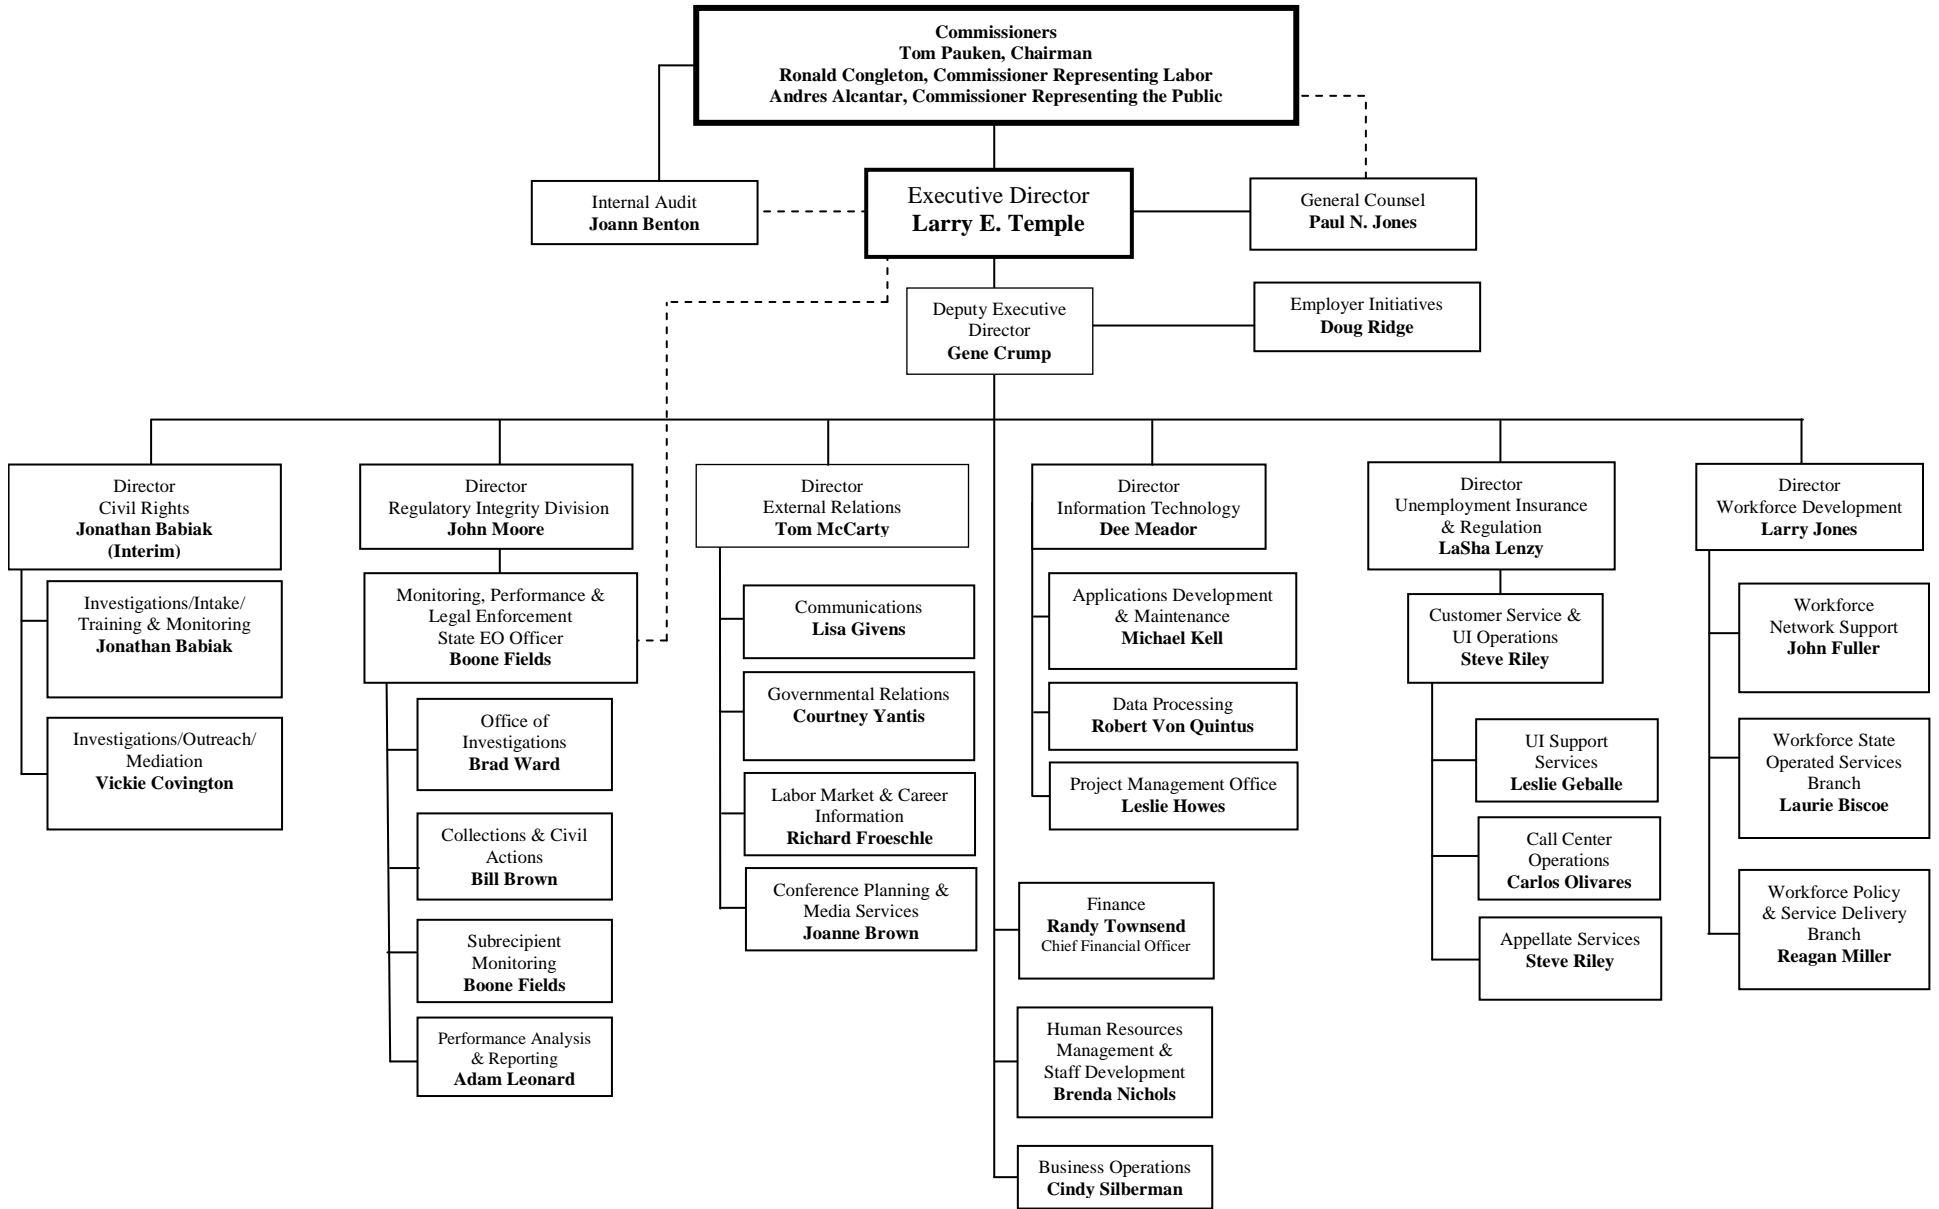 Commissioners
Tom Pauken, Chairman
Ronald Congleton, Commissioner Representing Labor
Andres Alcantar, Commissioner Representing the Public
Internal Audit
Joann Benton
Executive Director
Larry E. Temple
General Counsel
Paul N. Jones
Deputy Executive
Director
Gene Crump
Employer Initiatives
Doug Ridge
Director
Civil Rights
Jonathan Babiak
(Interim)
Investigations/Intake/
Training & Monitoring
Jonathan Babiak
Investigations/Outreach/
Mediation
Vickie Covington
Director
Regulatory Integrity Division
John Moore
Monitoring, Performance &
Legal Enforcement
State EO Officer
Boone Fields
Office of
Investigations
Brad Ward
Collections & Civil
Actions
Bill Brown
Subrecipient
Monitoring
Boone Fields
Performance Analysis
& Reporting
Adam Leonard
Director
External Relations
Tom McCarty
Communications
Lisa Givens
Governmental Relations
Courtney Yantis
Labor Market & Career
Information
Richard Froeschle
Conference Planning &
Media Services
Joanne Brown
Director
Information Technology
Dee Meador
Applications Development
& Maintenance
Michael Kell
Data Processing
Robert Von Quintus
Project Management Office
Leslie Howes
Finance
Randy Townsend
Chief Financial Officer
Human Resources
Management &
Staff Development
Brenda Nichols
Business Operations
Cindy Silberman
Director
Unemployment Insurance
& Regulation
LaSha Lenzy
Customer Service &
UI Operations
Steve Riley
UI Support
Services
Leslie Geballe
Call Center
Operations
Carlos Olivares
Appellate Services
Steve Riley
Director
Workforce Development
Larry Jones
Workforce
Network Support
John Fuller
Workforce State
Operated Services
Branch
Laurie Biscoe
Workforce Policy
& Service Delivery
Branch
Reagan Miller